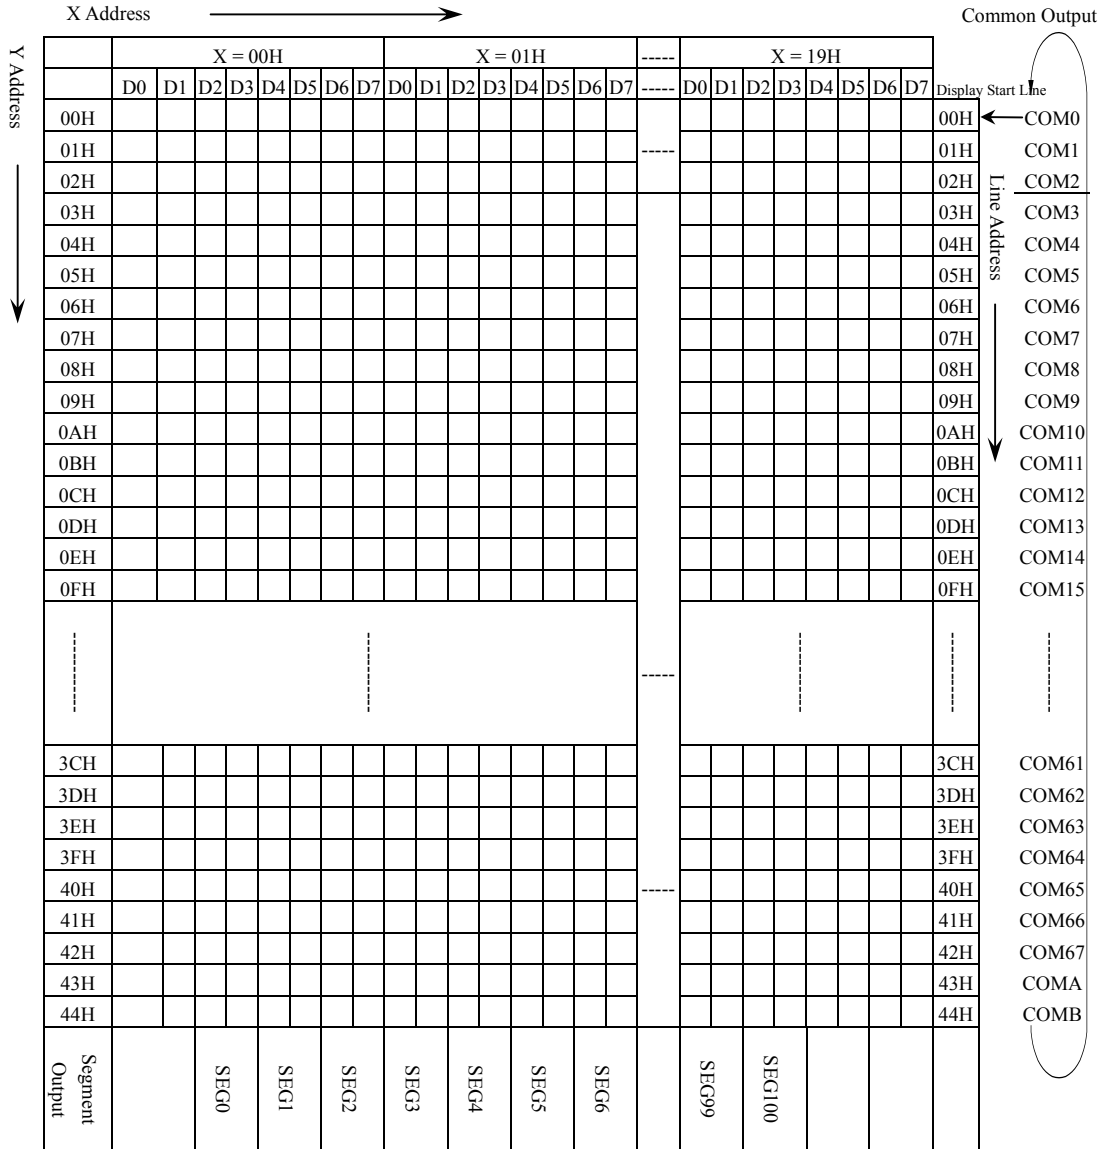 X Address
Common Output
Y Address
X = 00H X = 01H ----- X = 19H
D0 D1 D2 D3 D4 D5 D6 D7 D0 D1 D2 D3 D4 D5 D6 D7 ----- D0 D1 D2 D3 D4 D5 D6 D7 Display Start Line
00H 00H COM0
01H ----- 01H COM1
02H 02H COM2
Line Address
03H 03H COM3
04H 04H COM4
05H 05H COM5
06H 06H COM6
07H 07H COM7
08H 08H COM8
09H 09H COM9
0AH 0AH COM10
0BH 0BH COM11
0CH 0CH COM12
0DH 0DH COM13
0EH 0EH COM14
0FH 0FH COM15
-----
3CH 3CH COM61
3DH 3DH COM62
3EH 3EH COM63
3FH 3FH COM64
40H ----- 40H COM65
41H 41H COM66
42H 42H COM67
43H 43H COMA
44H 44H COMB
Segment
Output
SEG0 SEG1 SEG2 SEG3 SEG4 SEG5 SEG6 SEG99 SEG100